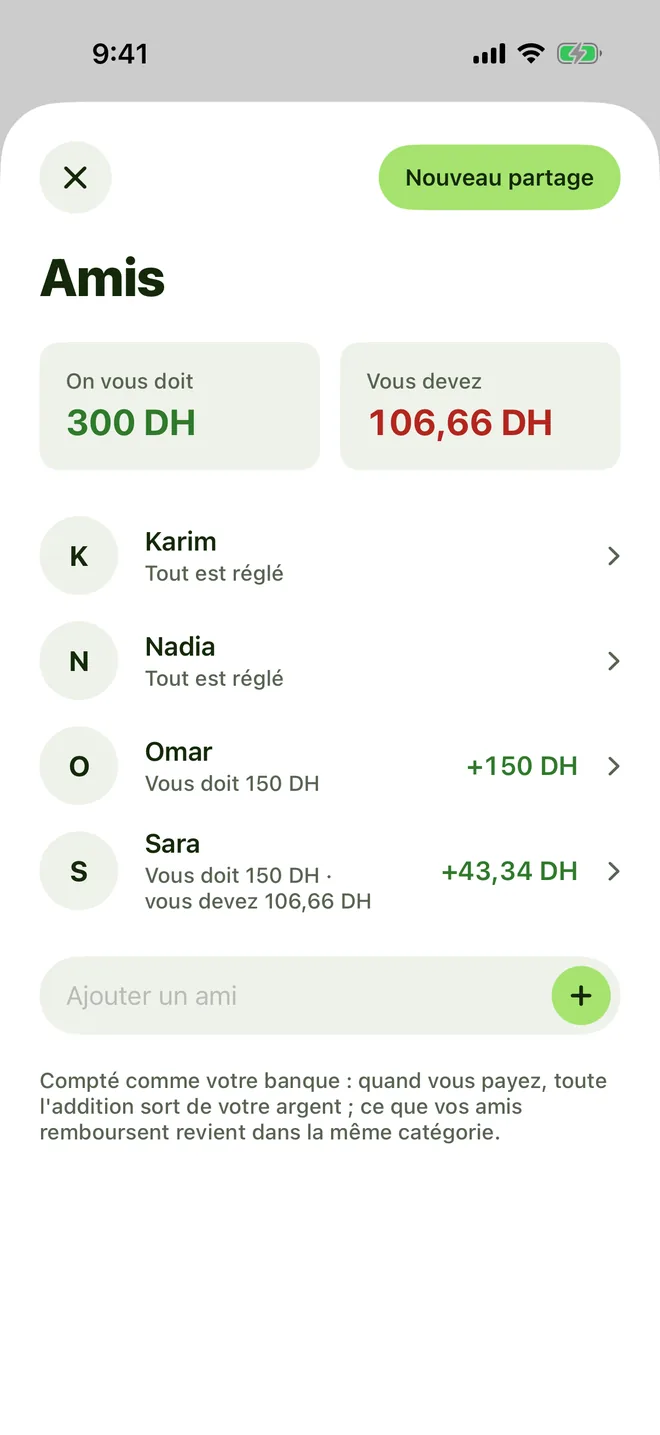 9:41
Nouveau partage
Amis
On vous doit
300 DH
Vous devez
106,66 DH
K
Karim
Tout est réglé
N
Nadia
Tout est réglé
O
Omar
Vous doit 150 DH
+150 DH
S
Sara
Vous doit 150 DH ·
vous devez 106,66 DH
+43,34 DH
Ajouter un ami
Compté comme votre banque : quand vous payez, toute
l'addition sort de votre argent ; ce que vos amis
remboursent revient dans la même catégorie.